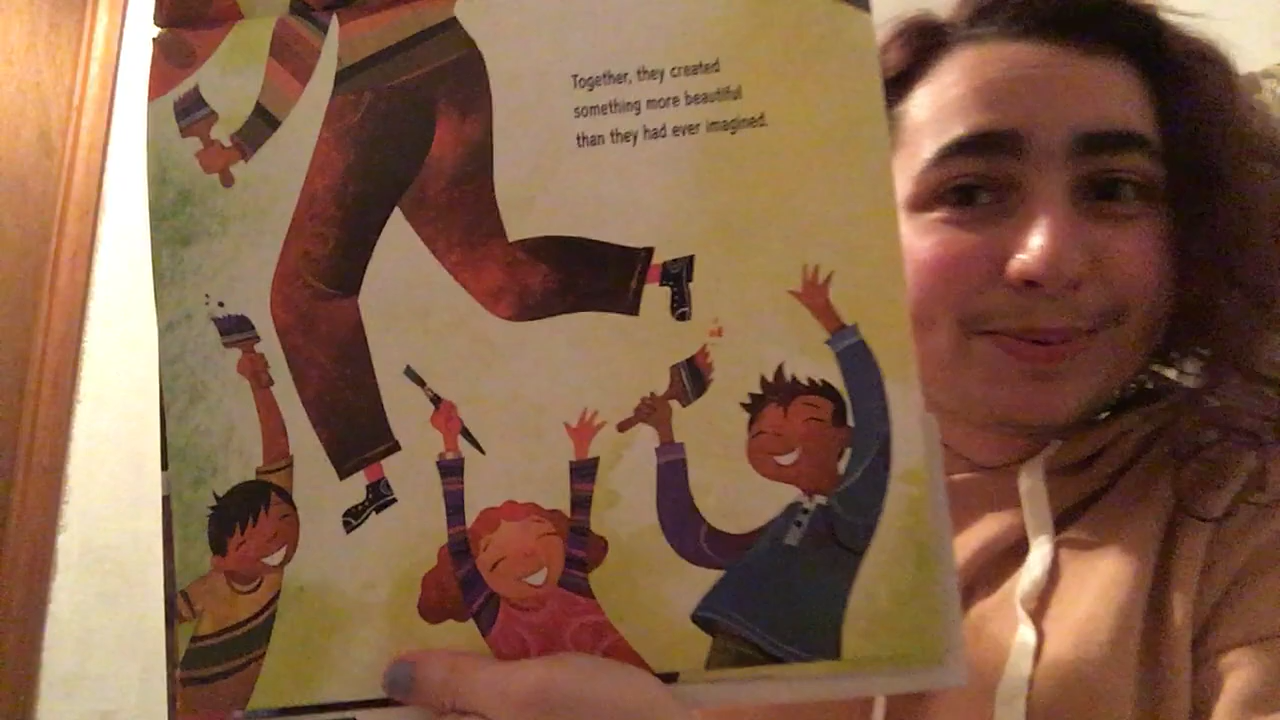 Together, they created
something more beautiful
than they had ever imagined.